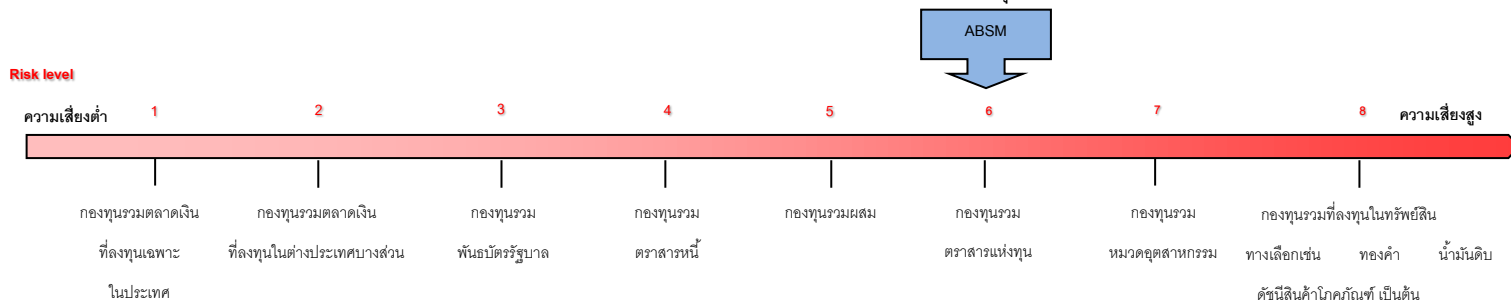 ABSM
Risk level
ความเสี่ยงต่ำ 1 2 3 4 5 6 7 8 ความเสี่ยงสูง
กองทุนรวมตลาดเงิน กองทุนรวมตลาดเงิน กองทุนรวม กองทุนรวม กองทุนรวมผสม กองทุนรวม กองทุนรวม กองทุนรวมที่ลงทุนในทรัพย์สิน
ที่ลงทุนเฉพาะ ที่ลงทุนในต่างประเทศบางส่วน พันธบัตรรัฐบาล ตราสารหนี้ ตราสารแห่งทุน หมวดอุตสาหกรรม ทางเลือกเช่น ทองคำ น้ำมันดิบ
ในประเทศ ดัชนีสินค้าโภคภัณฑ์ เป็นต้น